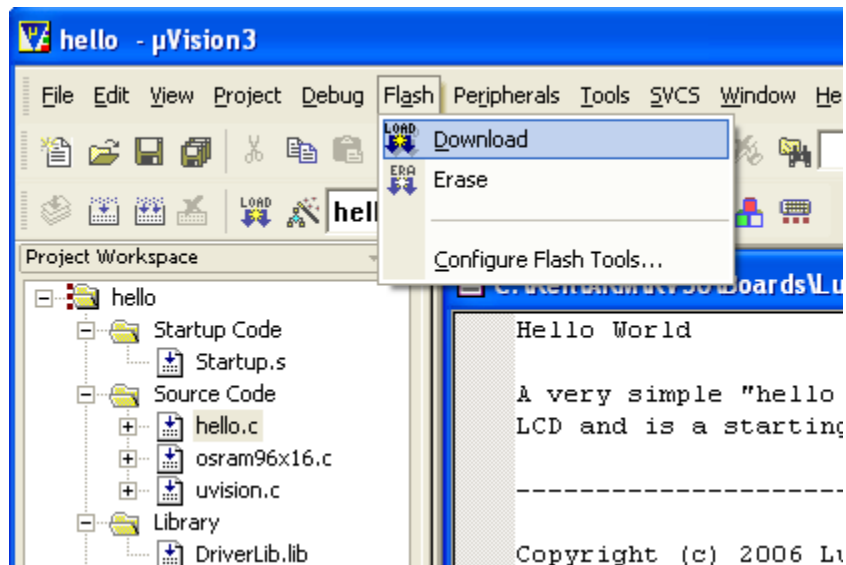 hello - µVision3
File Edit View Project Debug Flash Peripherals Tools SVCS Window He
LOAD Download
ERA Erase
LOAD hell
Configure Flash Tools...
Project Workspace
hello
Startup Code
Startup.s
Source Code
hello.c
osram96x16.c
uvision.c
Library
DriverLib.lib
Hello World
A very simple "hello
LCD and is a starting
--------------------
Copyright (c) 2006 Lu